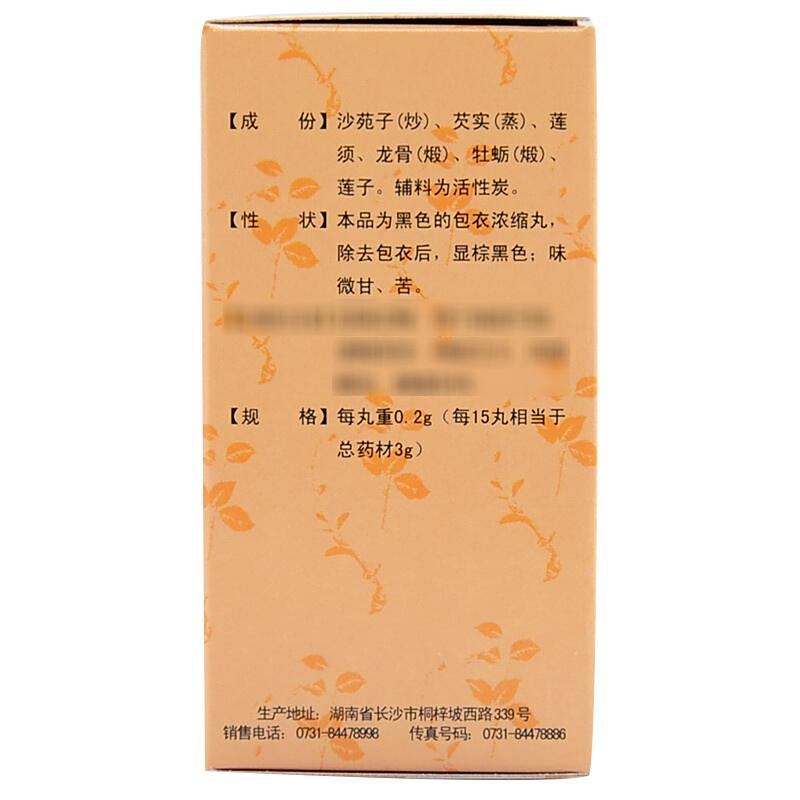 【成　　份】沙苑子(炒)、芡实(蒸)、莲
须、龙骨(煅)、牡蛎(煅)、
莲子。辅料为活性炭。
【性　　状】本品为黑色的包衣浓缩丸，
除去包衣后，显棕黑色；味
微甘、苦。
【规　　格】每丸重0.2g（每15丸相当于
总药材3g）
生产地址：湖南省长沙市桐梓坡西路339号
销售电话：0731-84478998　　传真号码：0731-84478886